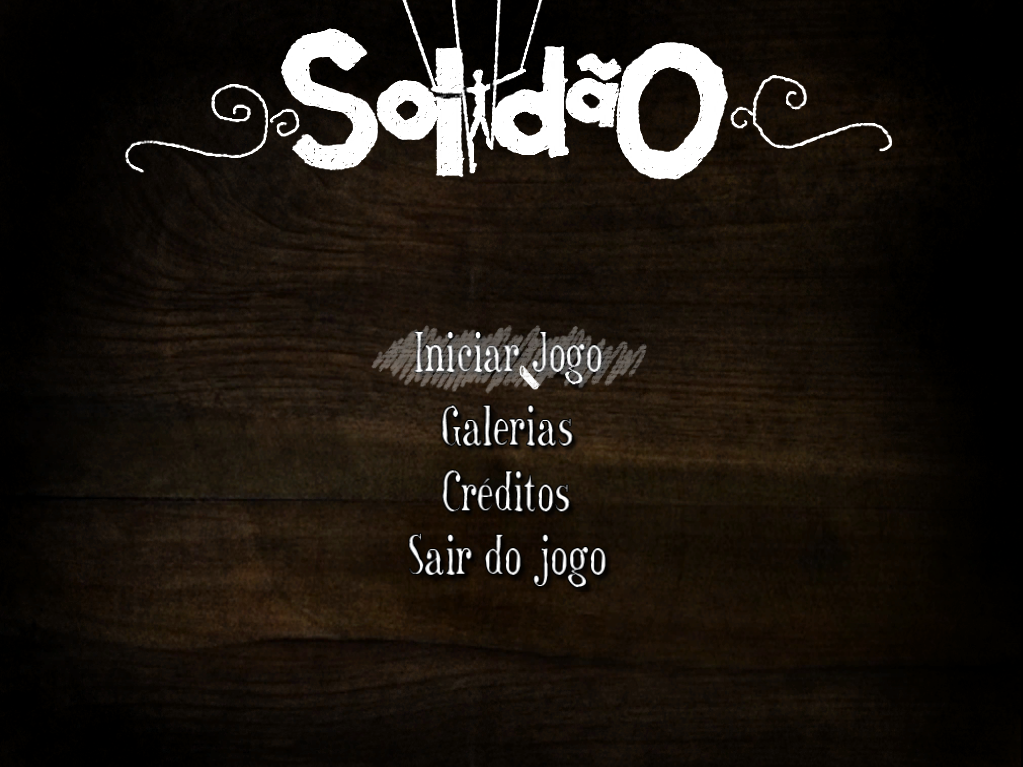 Solidão
Iniciar Jogo
Galerias
Créditos
Sair do jogo